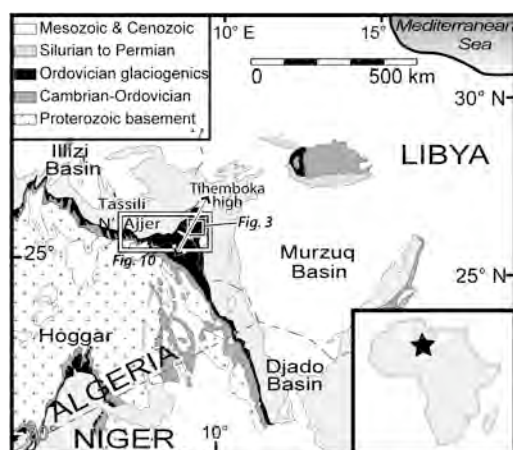 Mesozoic & Cenozoic
Silurian to Permian
Ordovician glaciogenics
Cambrian-Ordovician
Proterozoic basement
10° E
15°
Mediterranean
Sea
0
500 km
30° N
LIBYA
Illizi
Basin
Tihemboka
high
Tassili
N' Ajjer
Fig. 3
25°
Fig. 10
Murzuq
Basin
25° N
Hoggar
ALGERIA
Djado
Basin
NIGER
10°